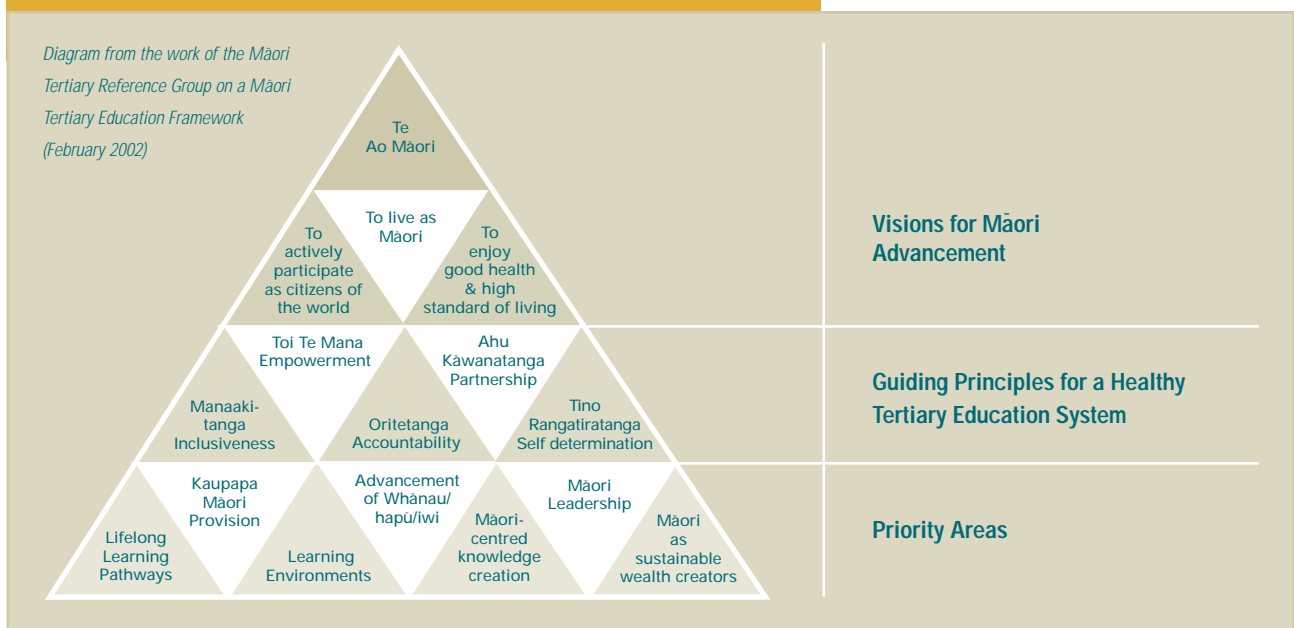 Diagram from the work of the Māori
Tertiary Reference Group on a Māori
Tertiary Education Framework
(February 2002)
Te
Ao Māori
To live as
Māori
To
actively
participate
as citizens of
the world
To
enjoy
good health
& high
standard of living
Visions for Māori
Advancement
Toi Te Mana
Empowerment
Ahu
Kāwanatanga
Partnership
Manaaki-
tanga
Inclusiveness
Oritetanga
Accountability
Tino
Rangatiratanga
Self determination
Guiding Principles for a Healthy
Tertiary Education System
Kaupapa
Māori
Provision
Advancement
of Whānau/
hapū/iwi
Māori
Leadership
Lifelong
Learning
Pathways
Learning
Environments
Māori-
centred
knowledge
creation
Māori
as
sustainable
wealth creators
Priority Areas